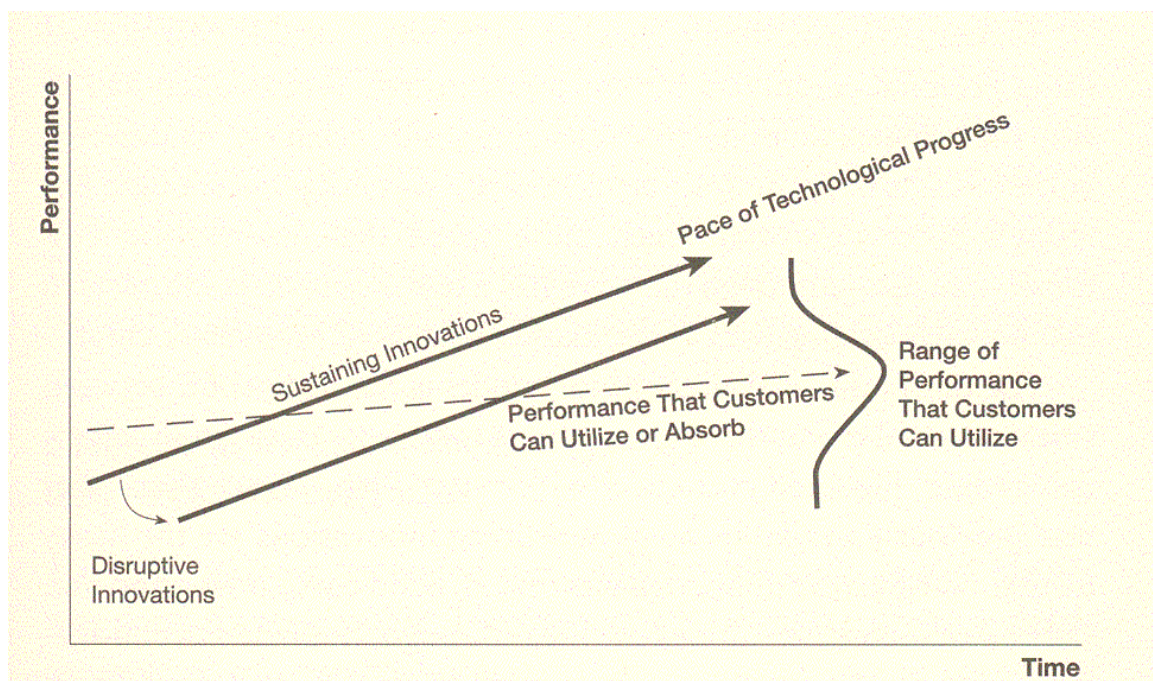 Performance
Pace of Technological Progress
Sustaining Innovations
Range of
Performance
That Customers
Can Utilize
Performance That Customers
Can Utilize or Absorb
Disruptive
Innovations
Time